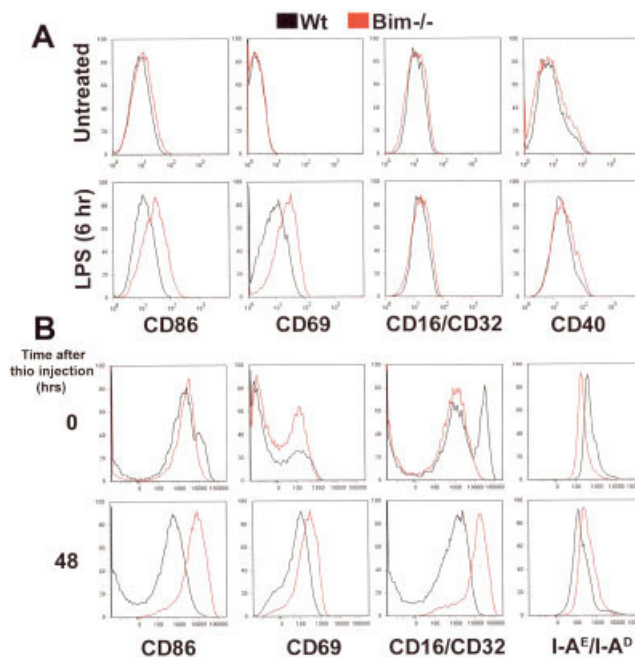 Wt Bim-/-
A
Untreated
LPS (6 hr)
CD86 CD69 CD16/CD32 CD40
B
Time after
thio injection
(hrs)
0
48
CD86 CD69 CD16/CD32 I-Aᴱ/I-Aᴰ